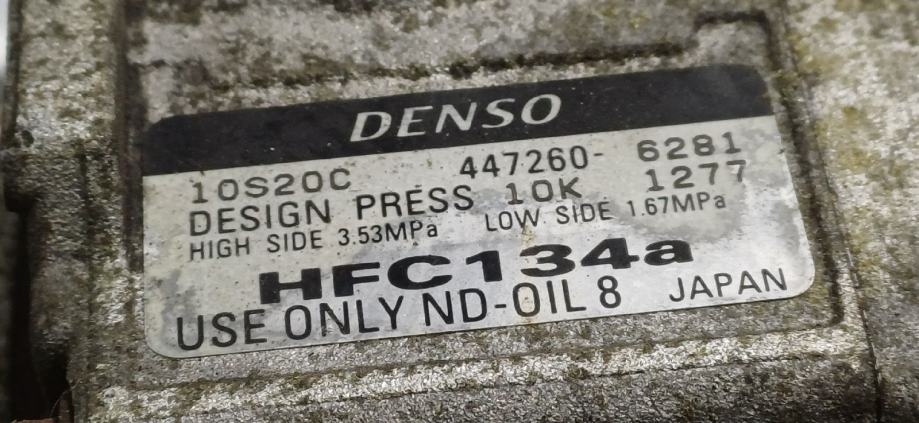 DENSO
10S20C 447260- 6281
DESIGN PRESS 10K 1277
HIGH SIDE 3.53MPa LOW SIDE 1.67MPa
HFC134a
USE ONLY ND-OIL 8 JAPAN